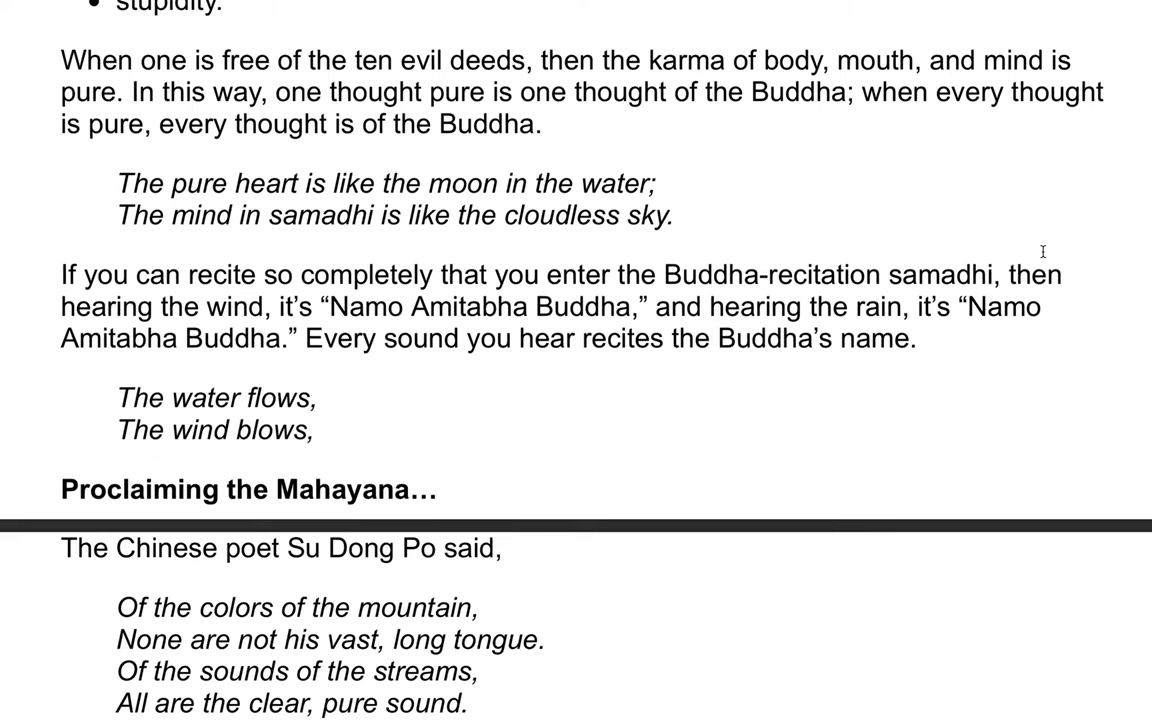 • stupidity.
When one is free of the ten evil deeds, then the karma of body, mouth, and mind is
pure. In this way, one thought pure is one thought of the Buddha; when every thought
is pure, every thought is of the Buddha.
The pure heart is like the moon in the water;
The mind in samadhi is like the cloudless sky.
If you can recite so completely that you enter the Buddha-recitation samadhi, then
hearing the wind, it’s “Namo Amitabha Buddha,” and hearing the rain, it’s “Namo
Amitabha Buddha.” Every sound you hear recites the Buddha’s name.
The water flows,
The wind blows,
Proclaiming the Mahayana…
The Chinese poet Su Dong Po said,
Of the colors of the mountain,
None are not his vast, long tongue.
Of the sounds of the streams,
All are the clear, pure sound.